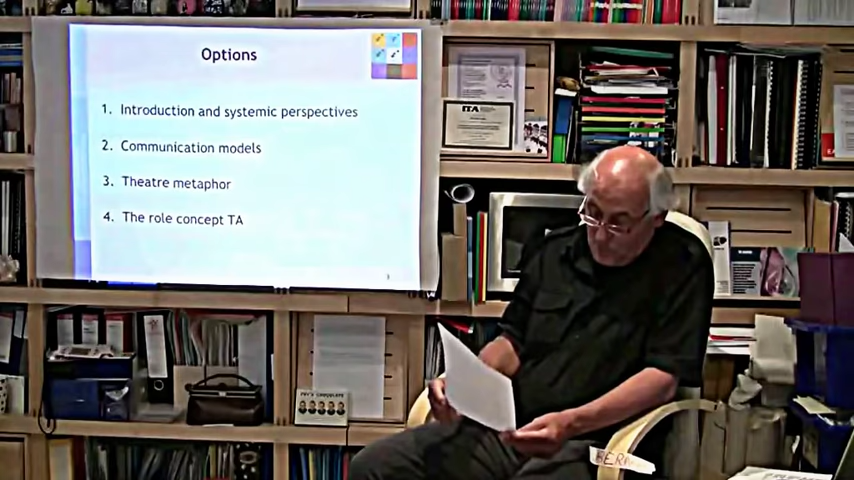 Options
1. Introduction and systemic perspectives
2. Communication models
3. Theatre metaphor
4. The role concept TA
ITA